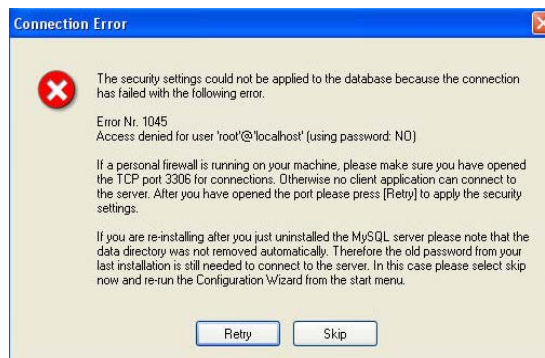 Connection Error
The security settings could not be applied to the database because the connection
has failed with the following error.
Error Nr. 1045
Access denied for user 'root'@'localhost' (using password: NO)
If a personal firewall is running on your machine, please make sure you have opened
the TCP port 3306 for connections. Otherwise no client application can connect to
the server. After you have opened the port please press [Retry] to apply the security
settings.
If you are re-installing after you just uninstalled the MySQL server please note that the
data directory was not removed automatically. Therefore the old password from your
last installation is still needed to connect to the server. In this case please select skip
now and re-run the Configuration Wizard from the start menu.
Retry
Skip